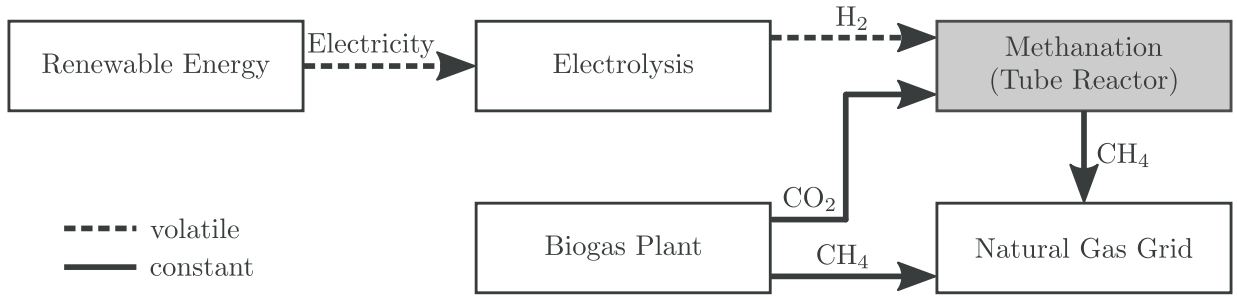 Renewable Energy
Electricity
Electrolysis
H₂
Methanation
(Tube Reactor)
CH₄
CO₂
Biogas Plant
CH₄
Natural Gas Grid
volatile
constant